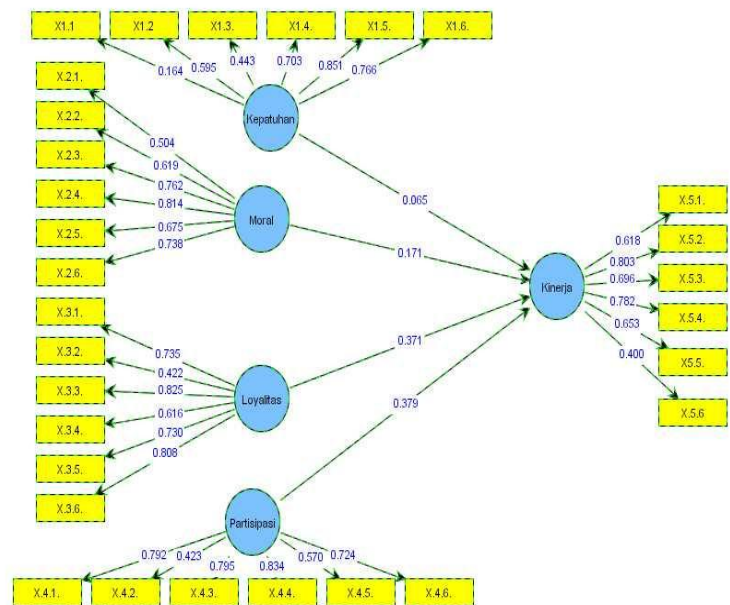 X1.1 X1.2 X1.3. X1.4. X1.5. X1.6.
0.164 0.595 0.443 0.703 0.851 0.766
Kepatuhan
X.2.1.
X.2.2.
X.2.3.
X.2.4.
X.2.5.
X.2.6.
0.504
0.619
0.762
0.814
0.675
0.738
Moral
X.3.1.
X.3.2.
X.3.3.
X.3.4.
X.3.5.
X.3.6.
0.735
0.422
0.825
0.616
0.730
0.808
Loyalitas
Partisipasi
0.792 0.423 0.795 0.834 0.570 0.724
X.4.1. X.4.2. X.4.3. X.4.4. X.4.5. X.4.6.
0.065
0.171
0.371
0.379
Kinerja
0.618
0.803
0.696
0.782
0.653
0.400
X.5.1.
X.5.2.
X.5.3.
X.5.4.
X5.5.
X.5.6